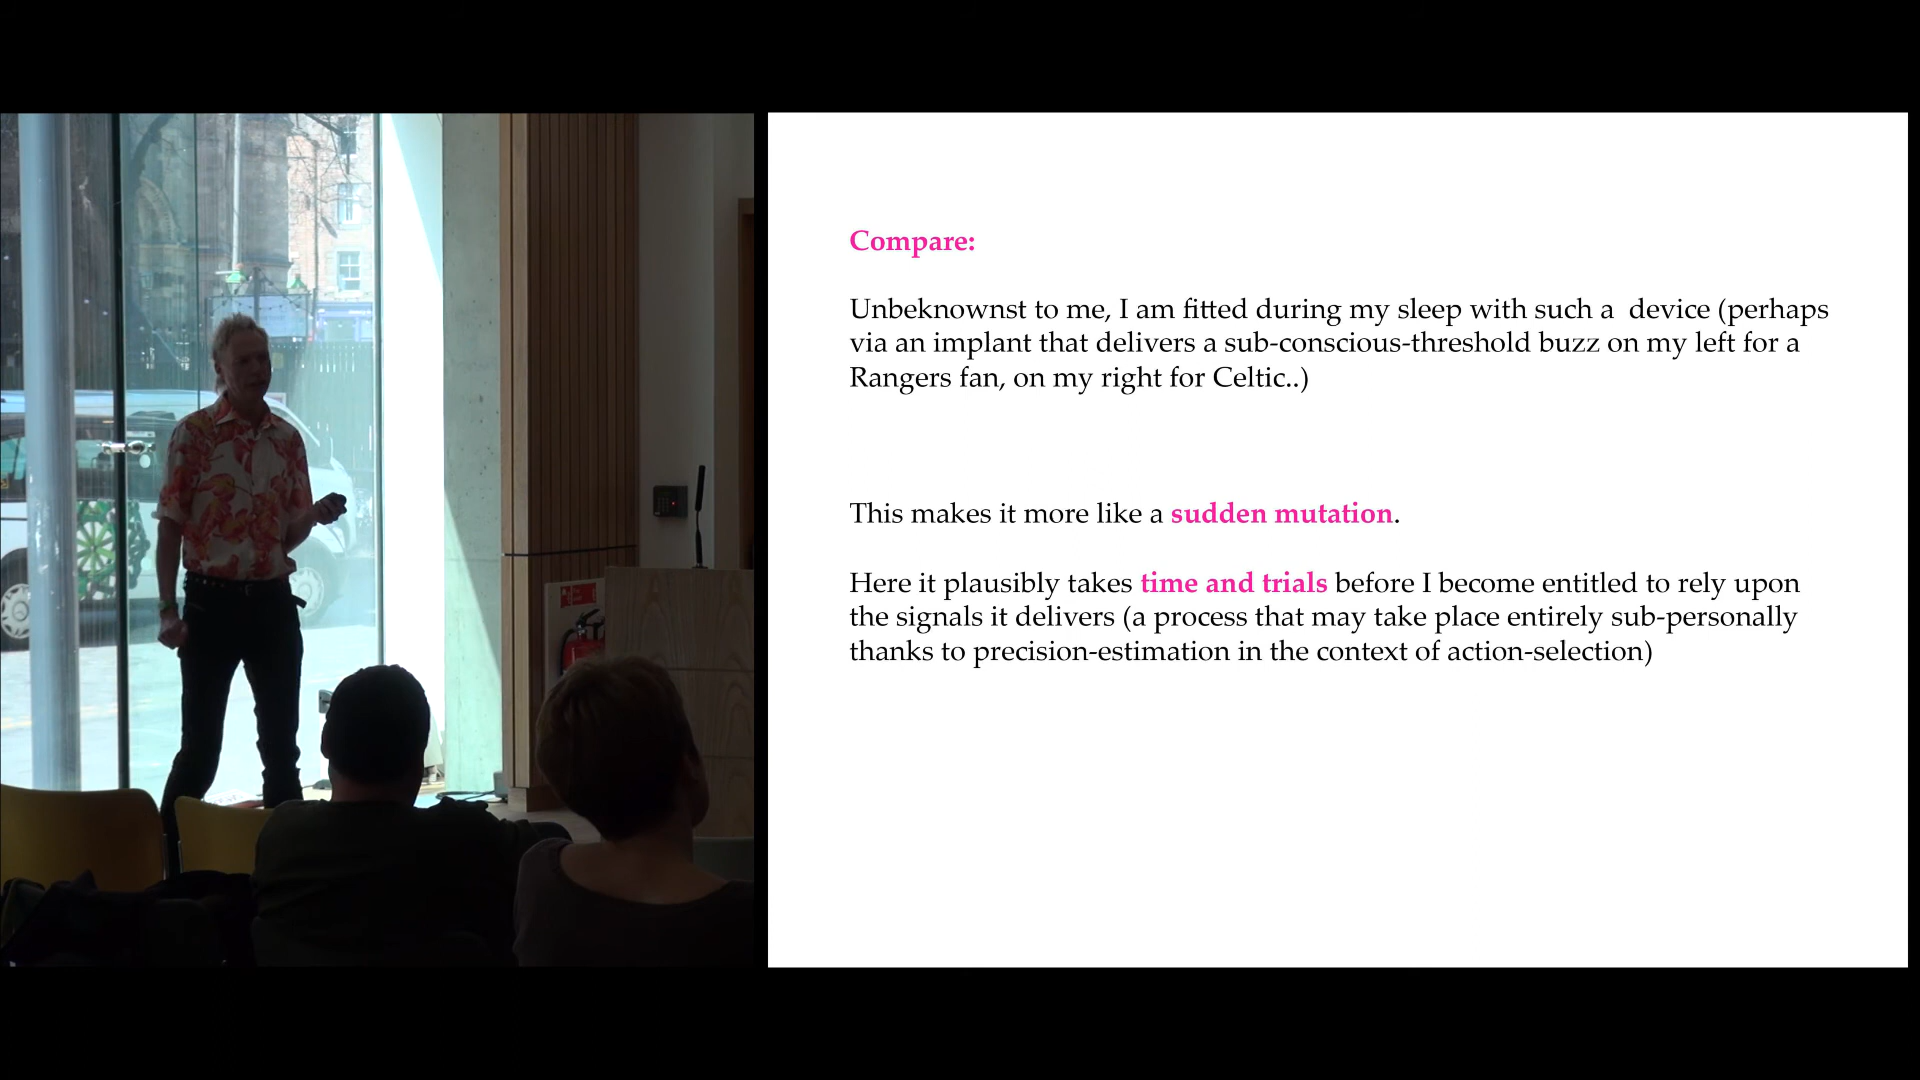 Compare:
Unbeknownst to me, I am fitted during my sleep with such a  device (perhaps
via an implant that delivers a sub-conscious-threshold buzz on my left for a
Rangers fan, on my right for Celtic..)
This makes it more like a sudden mutation.
Here it plausibly takes time and trials before I become entitled to rely upon
the signals it delivers (a process that may take place entirely sub-personally
thanks to precision-estimation in the context of action-selection)